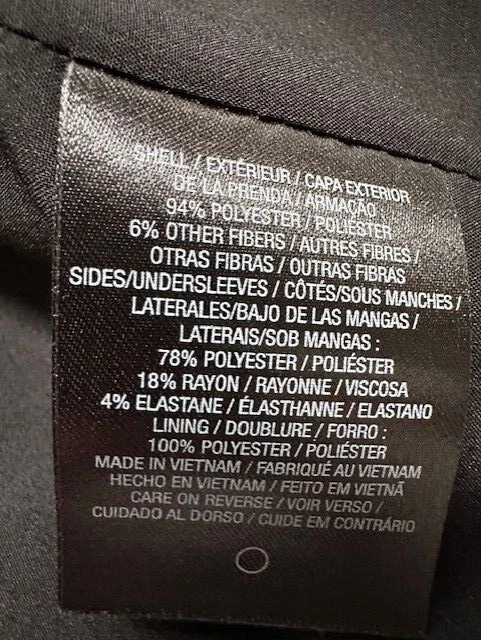 SHELL / EXTÉRIEUR / CAPA EXTERIOR
DE LA PRENDA / ARMAÇÃO
94% POLYESTER / POLIÉSTER
6% OTHER FIBERS / AUTRES FIBRES /
OTRAS FIBRAS / OUTRAS FIBRAS
SIDES/UNDERSLEEVES / CÔTÉS/SOUS MANCHES /
LATERALES/BAJO DE LAS MANGAS /
LATERAIS/SOB MANGAS :
78% POLYESTER / POLIÉSTER
18% RAYON / RAYONNE / VISCOSA
4% ELASTANE / ÉLASTHANNE / ELASTANO
LINING / DOUBLURE / FORRO :
100% POLYESTER / POLIÉSTER
MADE IN VIETNAM / FABRIQUÉ AU VIETNAM
HECHO EN VIETNAM / FEITO EM VIETNÃ
CARE ON REVERSE / VOIR VERSO /
CUIDADO AL DORSO / CUIDE EM CONTRÁRIO